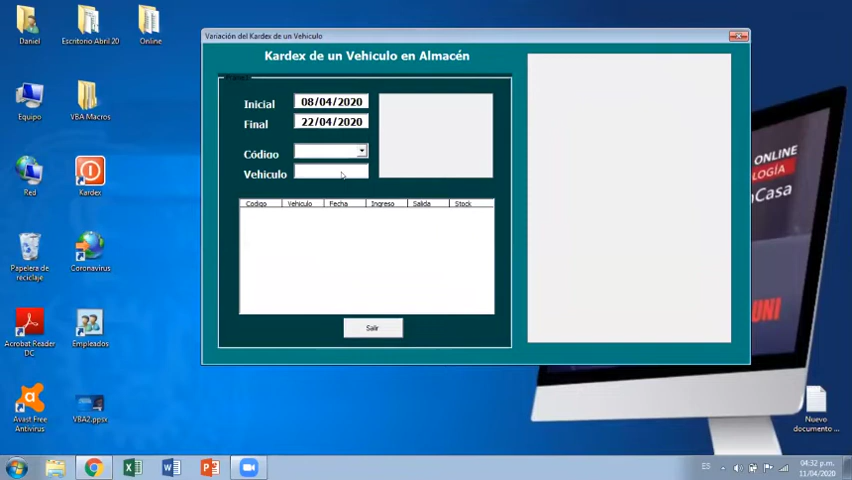 Daniel
Escritorio Abril 20
Online
Equipo
VBA Macros
Red
Kardex
Papelera de
reciclaje
Coronavirus
Acrobat Reader
DC
Empleados
Avast Free
Antivirus
VBA2.ppsx
Variación del Kardex de un Vehiculo
Kardex de un Vehiculo en Almacén
Inicial 08/04/2020
Final 22/04/2020
Código
Vehiculo
Codigo Vehiculo Fecha Ingreso Salida Stock
Salir
ONLINE
OLOGÍA
nCasa
UNI
Nuevo
documento ...
ES
04:32 p.m.
11/04/2020